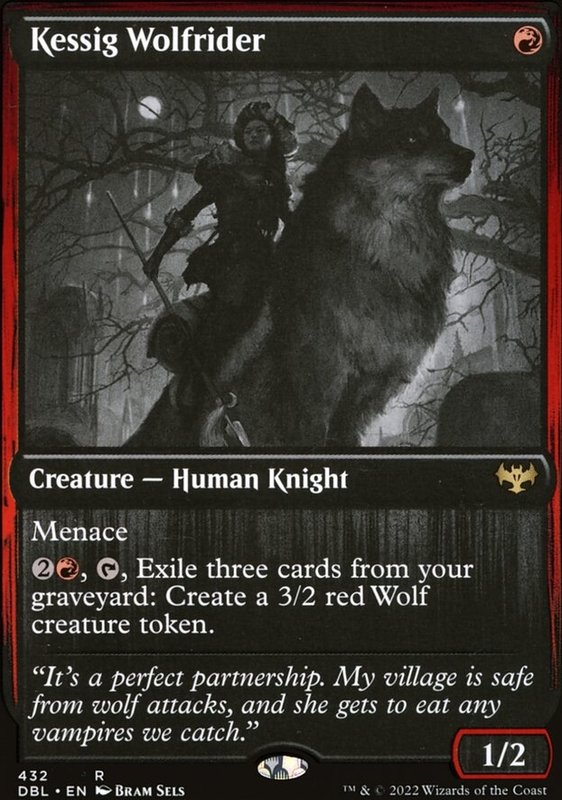 Kessig Wolfrider
Creature — Human Knight
Menace
2, Exile three cards from your
graveyard: Create a 3/2 red Wolf
creature token.
“It’s a perfect partnership. My village is safe
from wolf attacks, and she gets to eat any
vampires we catch.”
1/2
432 R
DBL • EN BRAM SELS
™ & © 2022 Wizards of the Coast